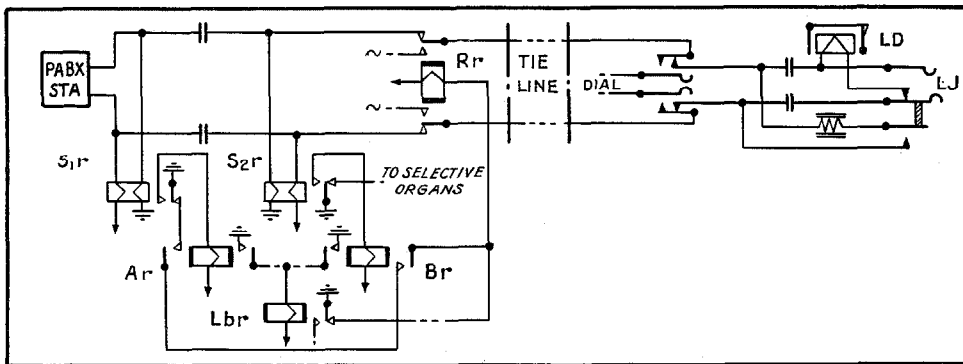 PABX
STA
S₁r
S₂r
Rr
TIE
LINE
DIAL
LD
LJ
TO SELECTIVE
ORGANS
Ar
Lbr
Br